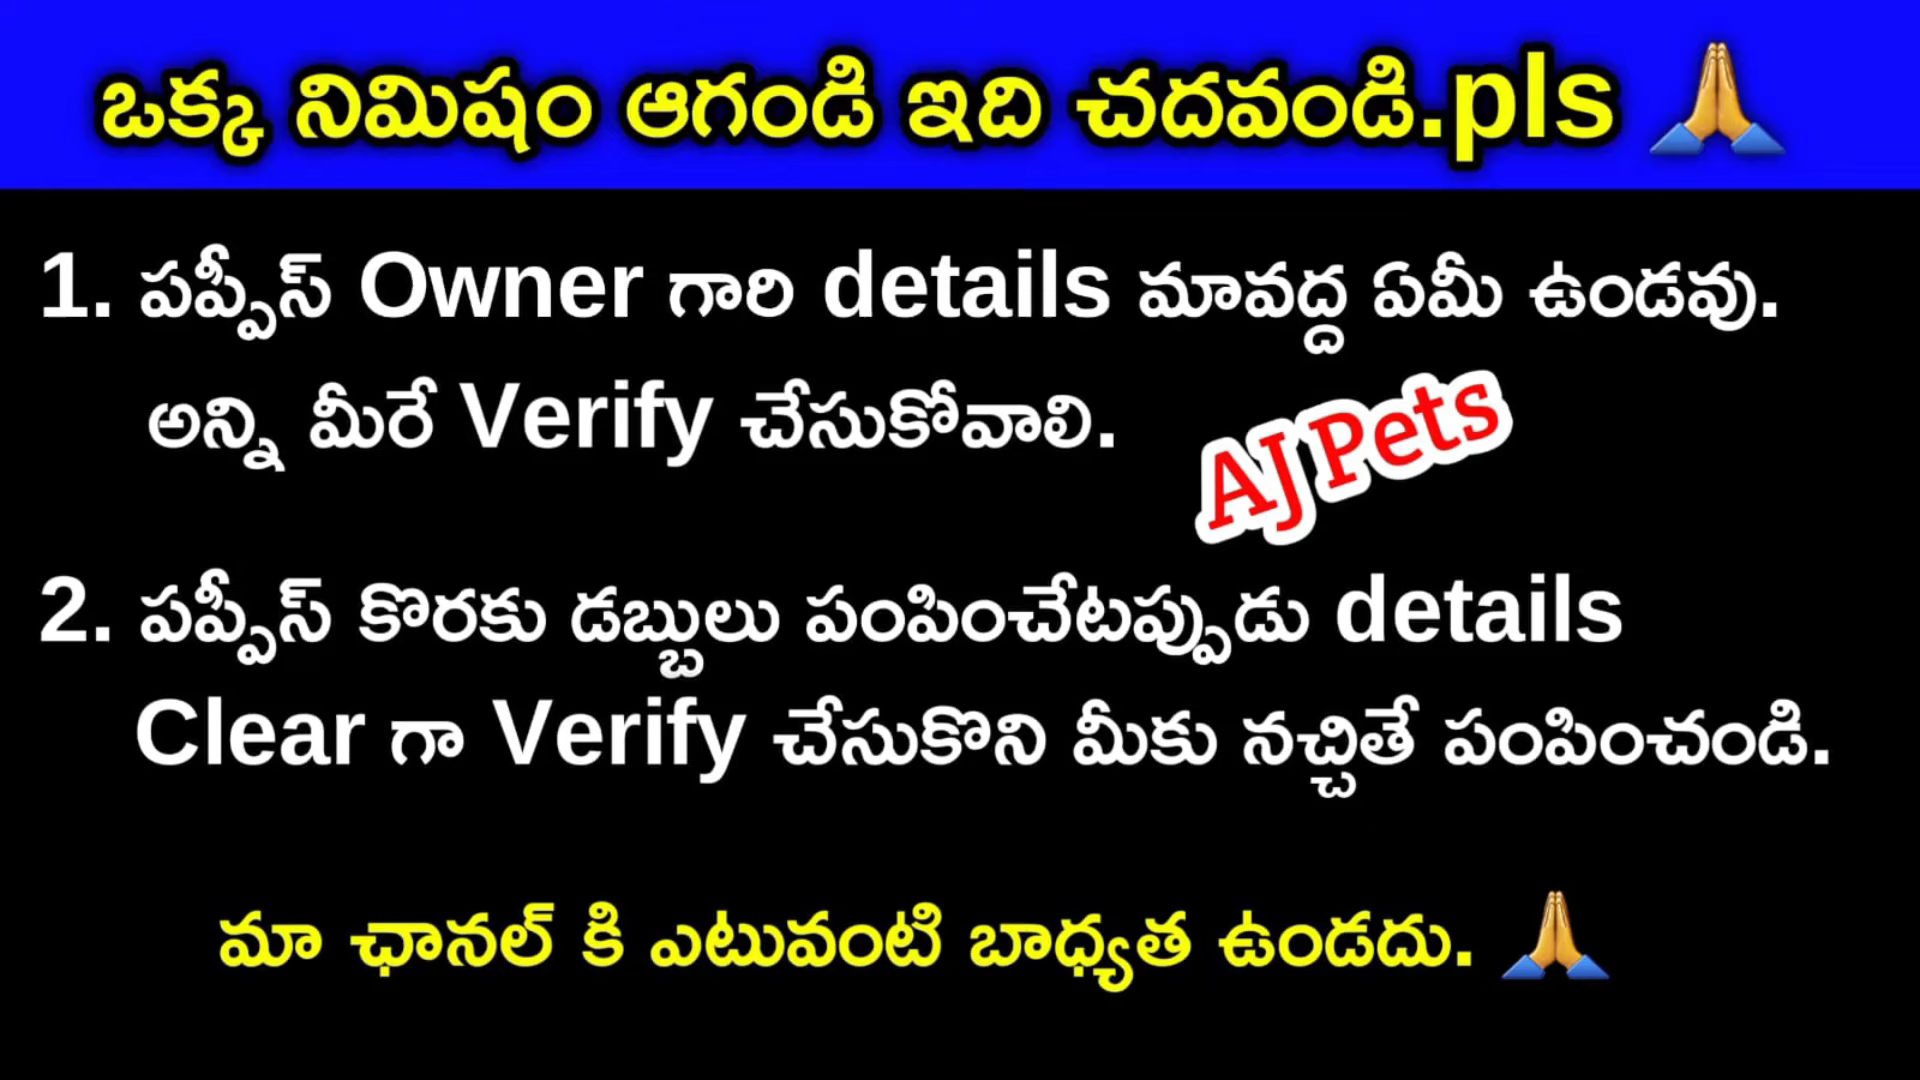 ఒక్క నిమిషం ఆగండి ఇది చదవండి.pls 🙏
1. పప్పీస్ Owner గారి details మావద్ద ఏమీ ఉండవు.
అన్ని మీరే Verify చేసుకోవాలి.
AJ Pets
2. పప్పీస్ కొరకు డబ్బులు పంపించేటప్పుడు details
Clear గా Verify చేసుకొని మీకు నచ్చితే పంపించండి.
మా ఛానల్ కి ఎటువంటి బాధ్యత ఉండదు. 🙏